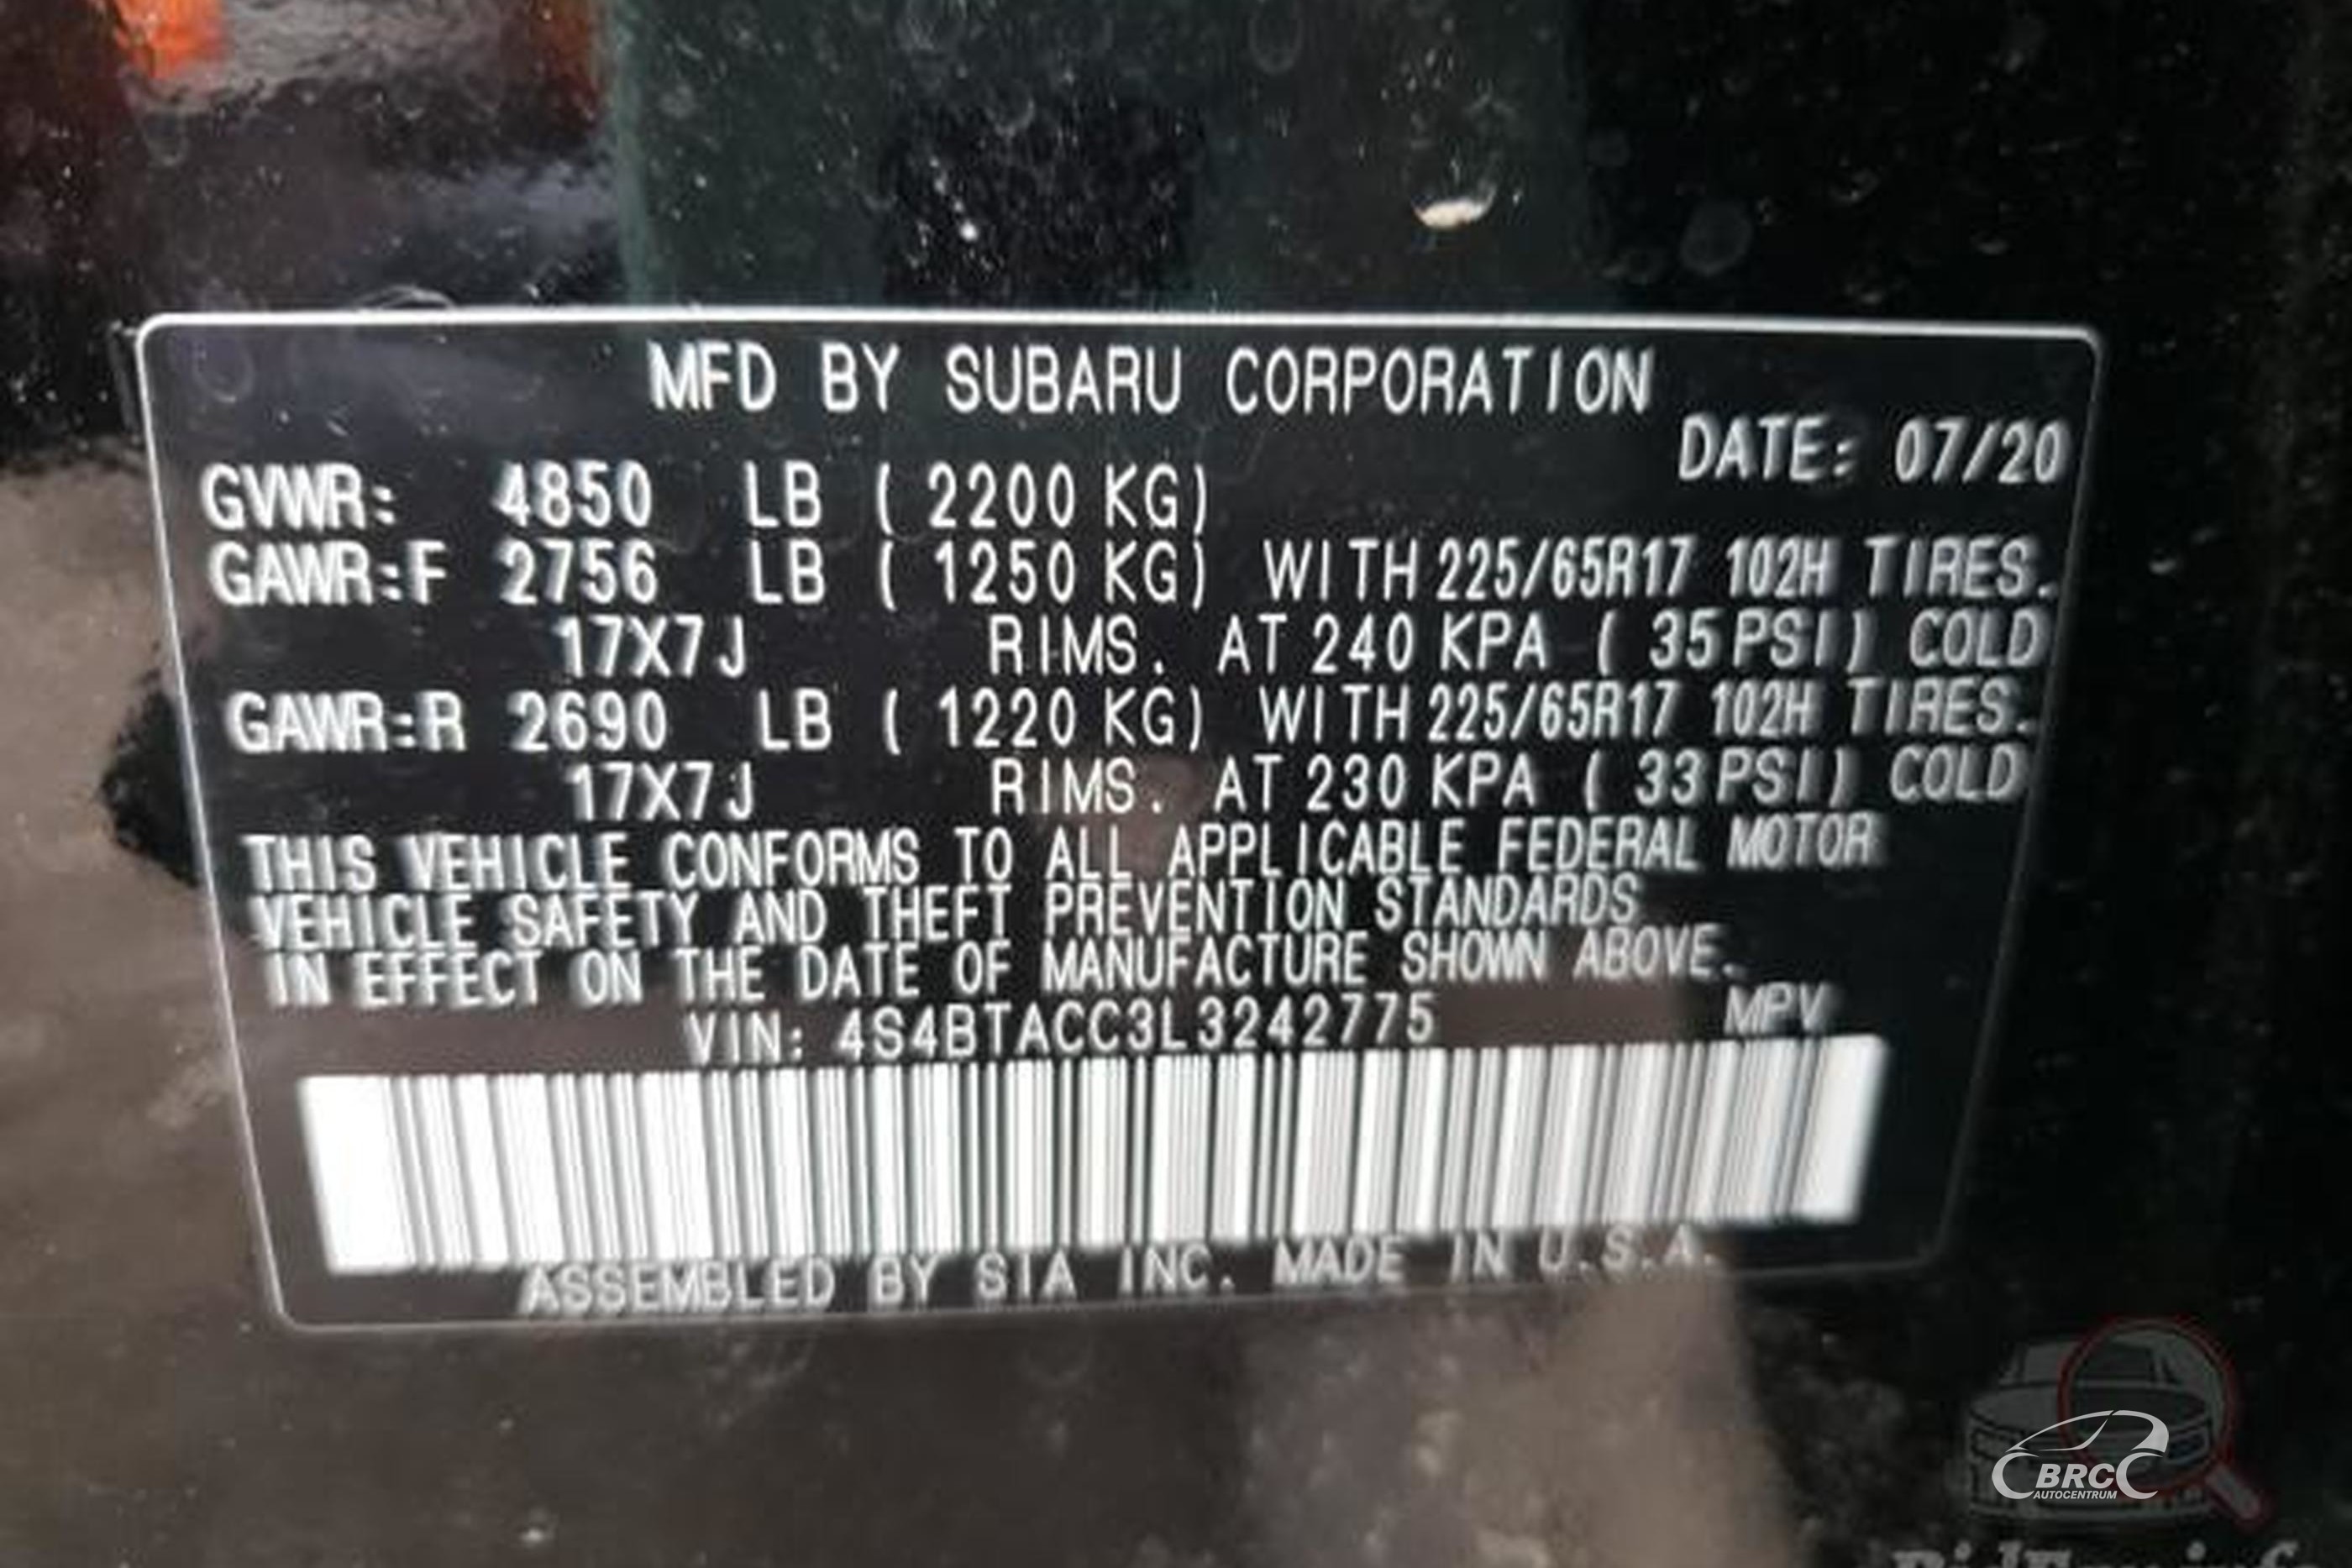 MFD BY SUBARU CORPORATION
DATE: 07/20
GVWR: 4850 LB ( 2200 KG)
GAWR:F 2756 LB ( 1250 KG) WITH 225/65R17 102H TIRES.
17X7J RIMS. AT 240 KPA ( 35 PSI) COLD
GAWR:R 2690 LB ( 1220 KG) WITH 225/65R17 102H TIRES.
17X7J RIMS. AT 230 KPA ( 33 PSI) COLD
THIS VEHICLE CONFORMS TO ALL APPLICABLE FEDERAL MOTOR
VEHICLE SAFETY AND THEFT PREVENTION STANDARDS
IN EFFECT ON THE DATE OF MANUFACTURE SHOWN ABOVE.
VIN: 4S4BTACC3L3242775 MPV
ASSEMBLED BY SIA INC. MADE IN U.S.A.
BRC
AUTOCENTRUM